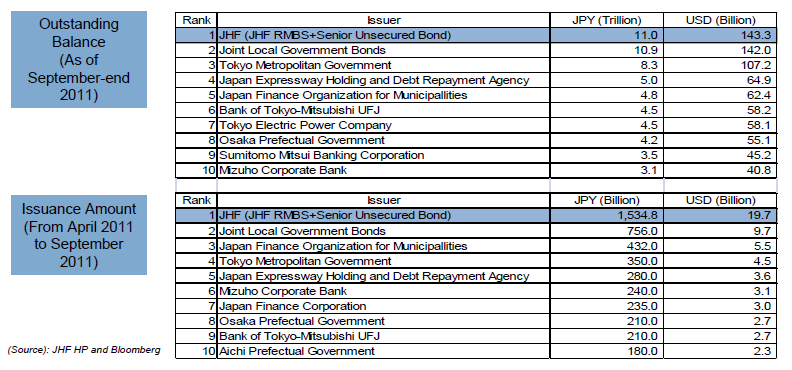 Outstanding
Balance
(As of
September-end
2011)
Rank Issuer JPY (Trillion) USD (Billion)
1 JHF (JHF RMBS+Senior Unsecured Bond) 11.0 143.3
2 Joint Local Government Bonds 10.9 142.0
3 Tokyo Metropolitan Government 8.3 107.2
4 Japan Expressway Holding and Debt Repayment Agency 5.0 64.9
5 Japan Finance Organization for Municipallities 4.8 62.4
6 Bank of Tokyo-Mitsubishi UFJ 4.5 58.2
7 Tokyo Electric Power Company 4.5 58.1
8 Osaka Prefectual Government 4.2 55.1
9 Sumitomo Mitsui Banking Corporation 3.5 45.2
10 Mizuho Corporate Bank 3.1 40.8
Issuance Amount
(From April 2011
to September
2011)
Rank Issuer JPY (Billion) USD (Billion)
1 JHF (JHF RMBS+Senior Unsecured Bond) 1,534.8 19.7
2 Joint Local Government Bonds 756.0 9.7
3 Japan Finance Organization for Municipallities 432.0 5.5
4 Tokyo Metropolitan Government 350.0 4.5
5 Japan Expressway Holding and Debt Repayment Agency 280.0 3.6
6 Mizuho Corporate Bank 240.0 3.1
7 Japan Finance Corporation 235.0 3.0
8 Osaka Prefectual Government 210.0 2.7
9 Bank of Tokyo-Mitsubishi UFJ 210.0 2.7
10 Aichi Prefectual Government 180.0 2.3
(Source): JHF HP and Bloomberg